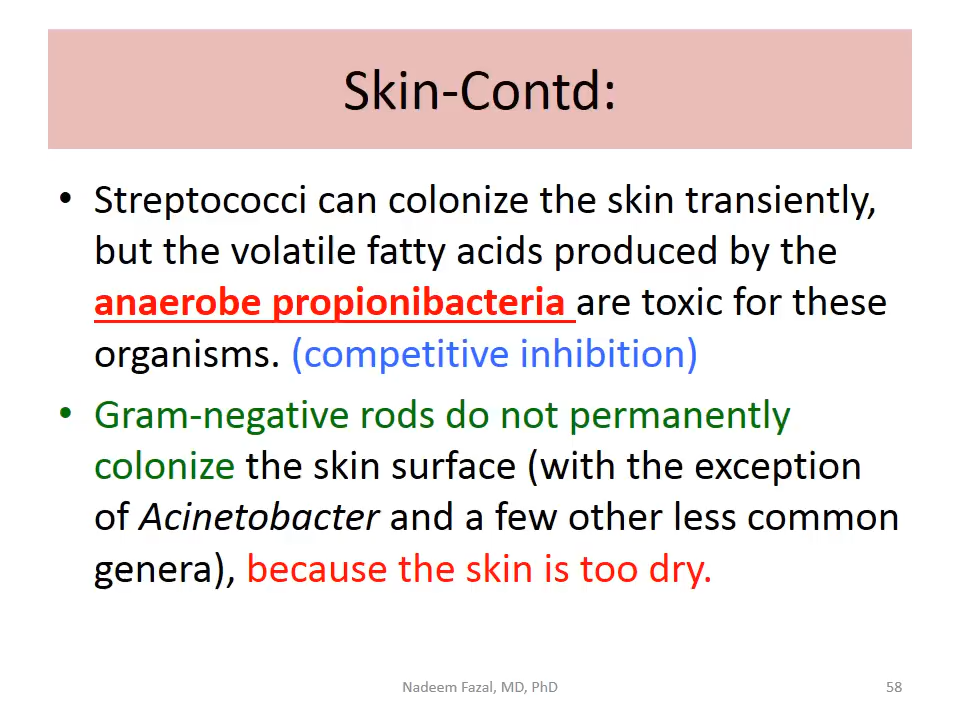 Skin-Contd:
• Streptococci can colonize the skin transiently,
but the volatile fatty acids produced by the
anaerobe propionibacteria are toxic for these
organisms. (competitive inhibition)
• Gram-negative rods do not permanently
colonize the skin surface (with the exception
of Acinetobacter and a few other less common
genera), because the skin is too dry.
Nadeem Fazal, MD, PhD
58